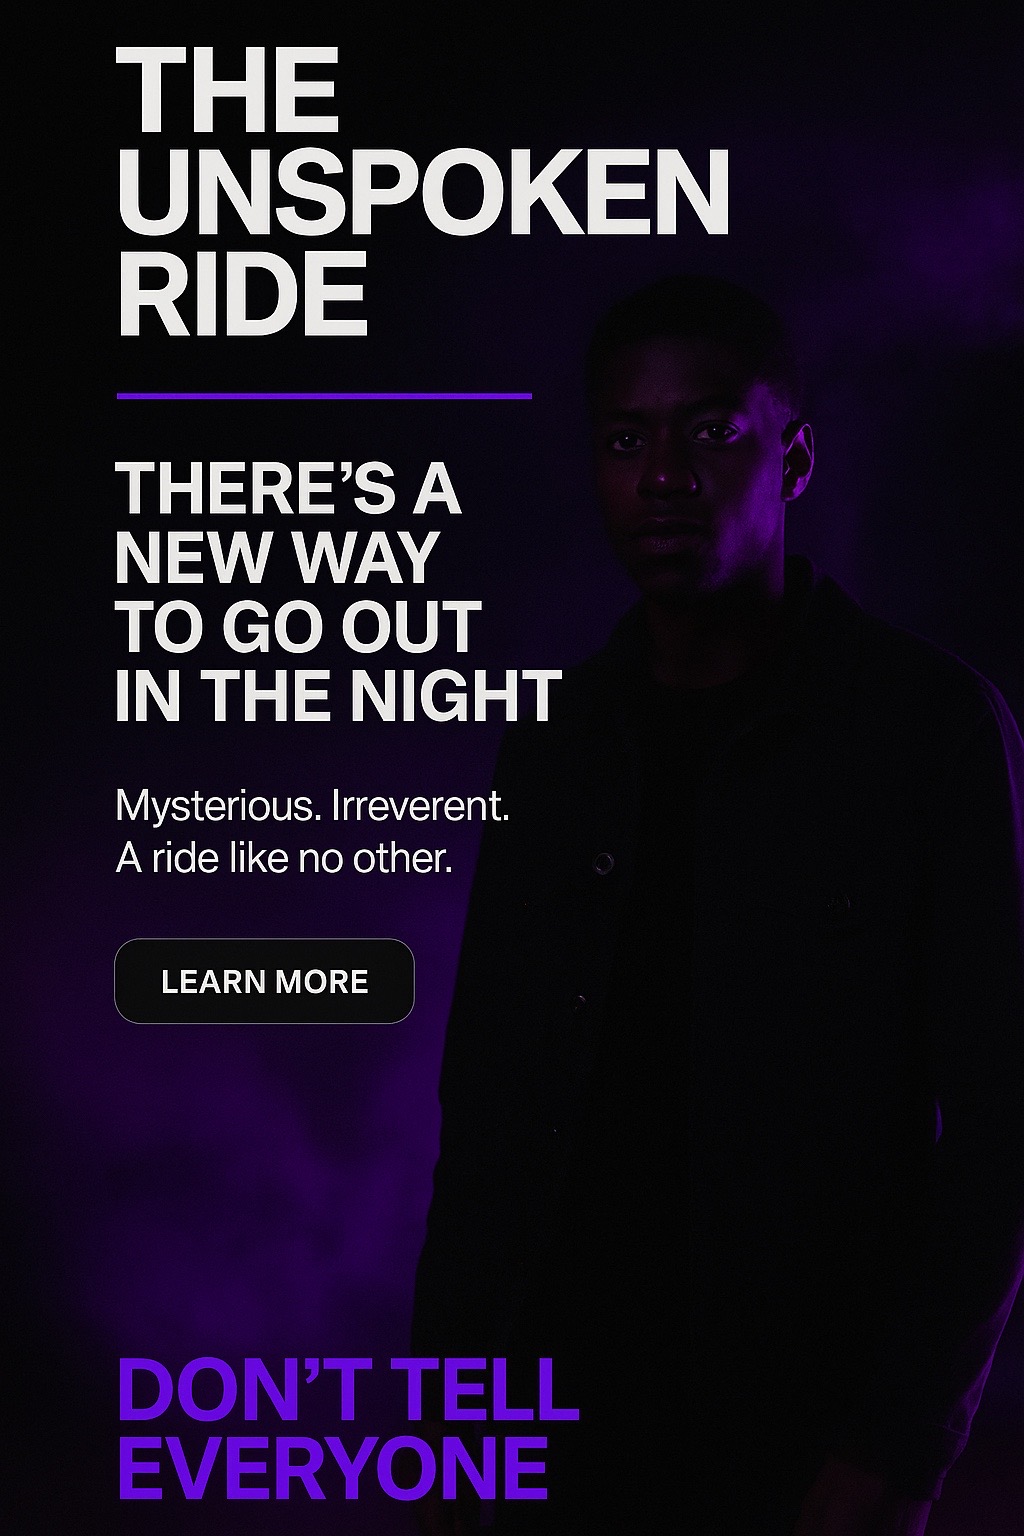 THE
UNSPOKEN
RIDE
THERE’S A
NEW WAY
TO GO OUT
IN THE NIGHT
Mysterious. Irreverent.
A ride like no other.
LEARN MORE
DON’T TELL
EVERYONE